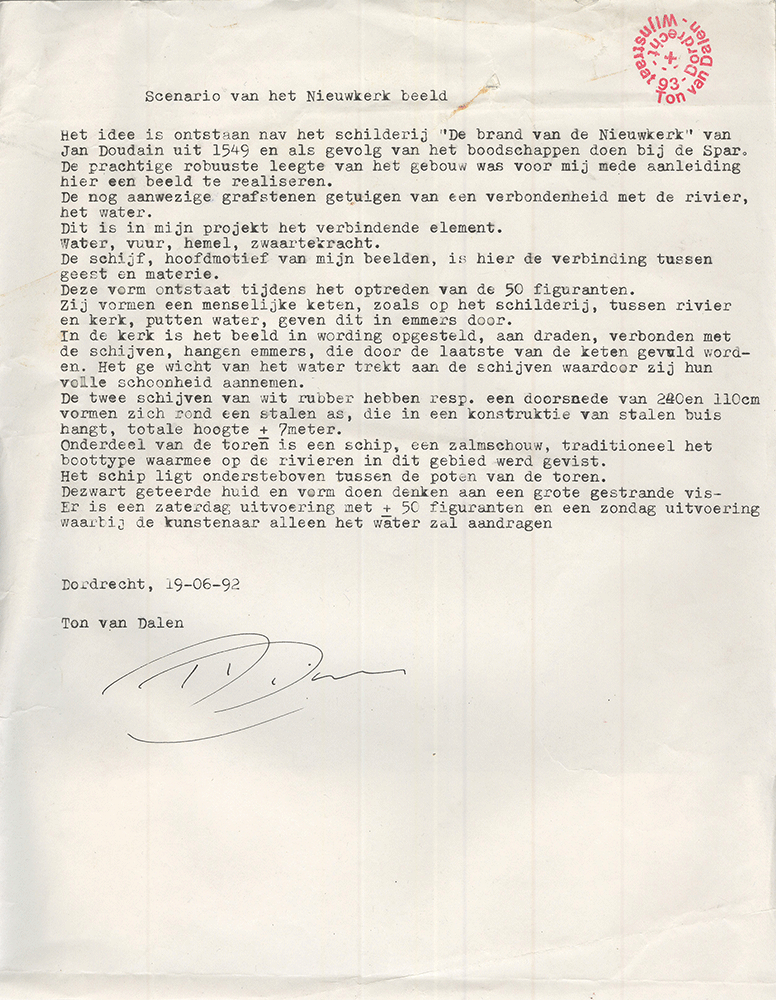 Ton van Dalen - Wijnstraat 93 - Dordrecht - +
Scenario van het Nieuwkerk beeld
Het idee is ontstaan nav het schilderij "De brand van de Nieuwkerk" van
Jan Doudain uit 1549 en als gevolg van het boodschappen doen bij de Spar.
De prachtige robuuste leegte van het gebouw was voor mij mede aanleiding
hier een beeld te realiseren.
De nog aanwezige grafstenen getuigen van een verbondenheid met de rivier,
het water.
Dit is in mijn projekt het verbindende element.
Water, vuur, hemel, zwaartekracht.
De schijf, hoofdmotief van mijn beelden, is hier de verbinding tussen
geest en materie.
Deze vorm ontstaat tijdens het optreden van de 50 figuranten.
Zij vormen een menselijke keten, zoals op het schilderij, tussen rivier
en kerk, putten water, geven dit in emmers door.
In de kerk is het beeld in wording opgesteld, aan draden, verbonden met
de schijven, hangen emmers, die door de laatste van de keten gevuld word-
en. Het ge wicht van het water trekt aan de schijven waardoor zij hun
volle schoonheid aannemen.
De twee schijven van wit rubber hebben resp. een doorsnede van 240en 110cm
vormen zich rond een stalen as, die in een konstruktie van stalen buis
hangt, totale hoogte ± 7meter.
Onderdeel van de toren is een schip, een zalmschouw, traditioneel het
boottype waarmee op de rivieren in dit gebied werd gevist.
Het schip ligt ondersteboven tussen de poten van de toren.
Dezwart geteerde huid en vorm doen denken aan een grote gestrande vis-
Er is een zaterdag uitvoering met ± 50 figuranten en een zondag uitvoering
waarbij de kunstenaar alleen het water zal aandragen
Dordrecht, 19-06-92
Ton van Dalen